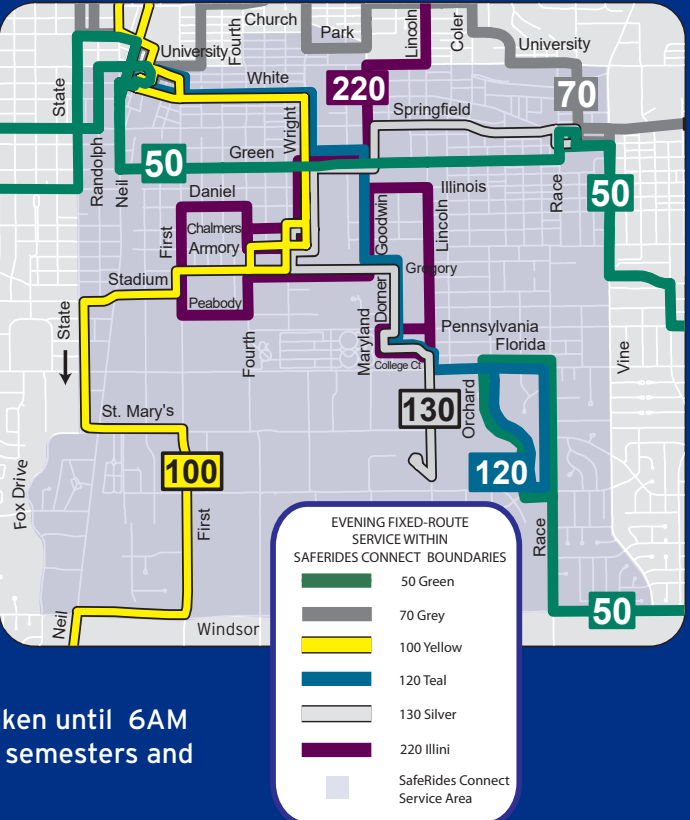 Church
Fourth
Park
Lincoln
Coler
University
University
White
State
220
70
Springfield
Wright
50
Green
Randolph
Neil
Daniel
Illinois
Race
50
First
Chalmers
Armory
Goodwin
Lincoln
Stadium
Gregory
Peabody
Dorner
State
Fourth
Maryland
Pennsylvania
Florida
College Ct
Vine
St. Mary's
130
Orchard
100
120
Fox Drive
First
Race
50
Neil
Windsor
EVENING FIXED-ROUTE
SERVICE WITHIN
SAFERIDES CONNECT BOUNDARIES
50 Green
70 Grey
100 Yellow
120 Teal
130 Silver
220 Illini
SafeRides Connect
Service Area
ken until 6AM
semesters and